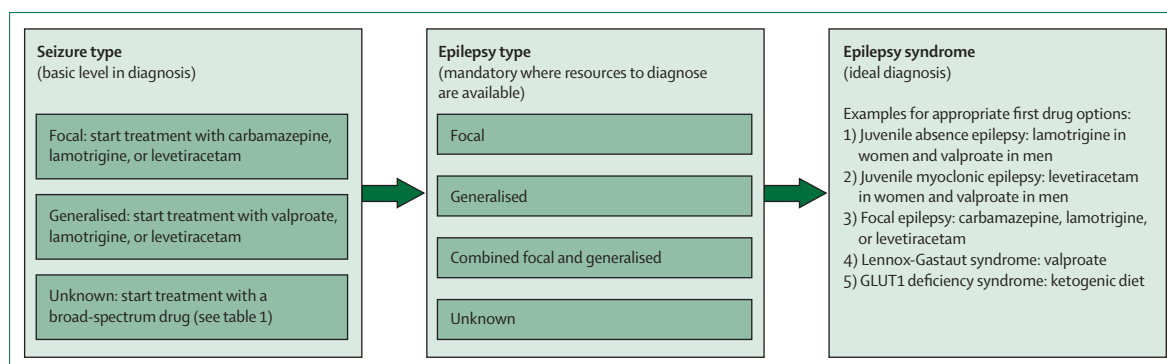 Seizure type
(basic level in diagnosis)
Focal: start treatment with carbamazepine,
lamotrigine, or levetiracetam
Generalised: start treatment with valproate,
lamotrigine, or levetiracetam
Unknown: start treatment with a
broad-spectrum drug (see table 1)
Epilepsy type
(mandatory where resources to diagnose
are available)
Focal
Generalised
Combined focal and generalised
Unknown
Epilepsy syndrome
(ideal diagnosis)
Examples for appropriate first drug options:
1) Juvenile absence epilepsy: lamotrigine in
women and valproate in men
2) Juvenile myoclonic epilepsy: levetiracetam
in women and valproate in men
3) Focal epilepsy: carbamazepine, lamotrigine,
or levetiracetam
4) Lennox-Gastaut syndrome: valproate
5) GLUT1 deficiency syndrome: ketogenic diet